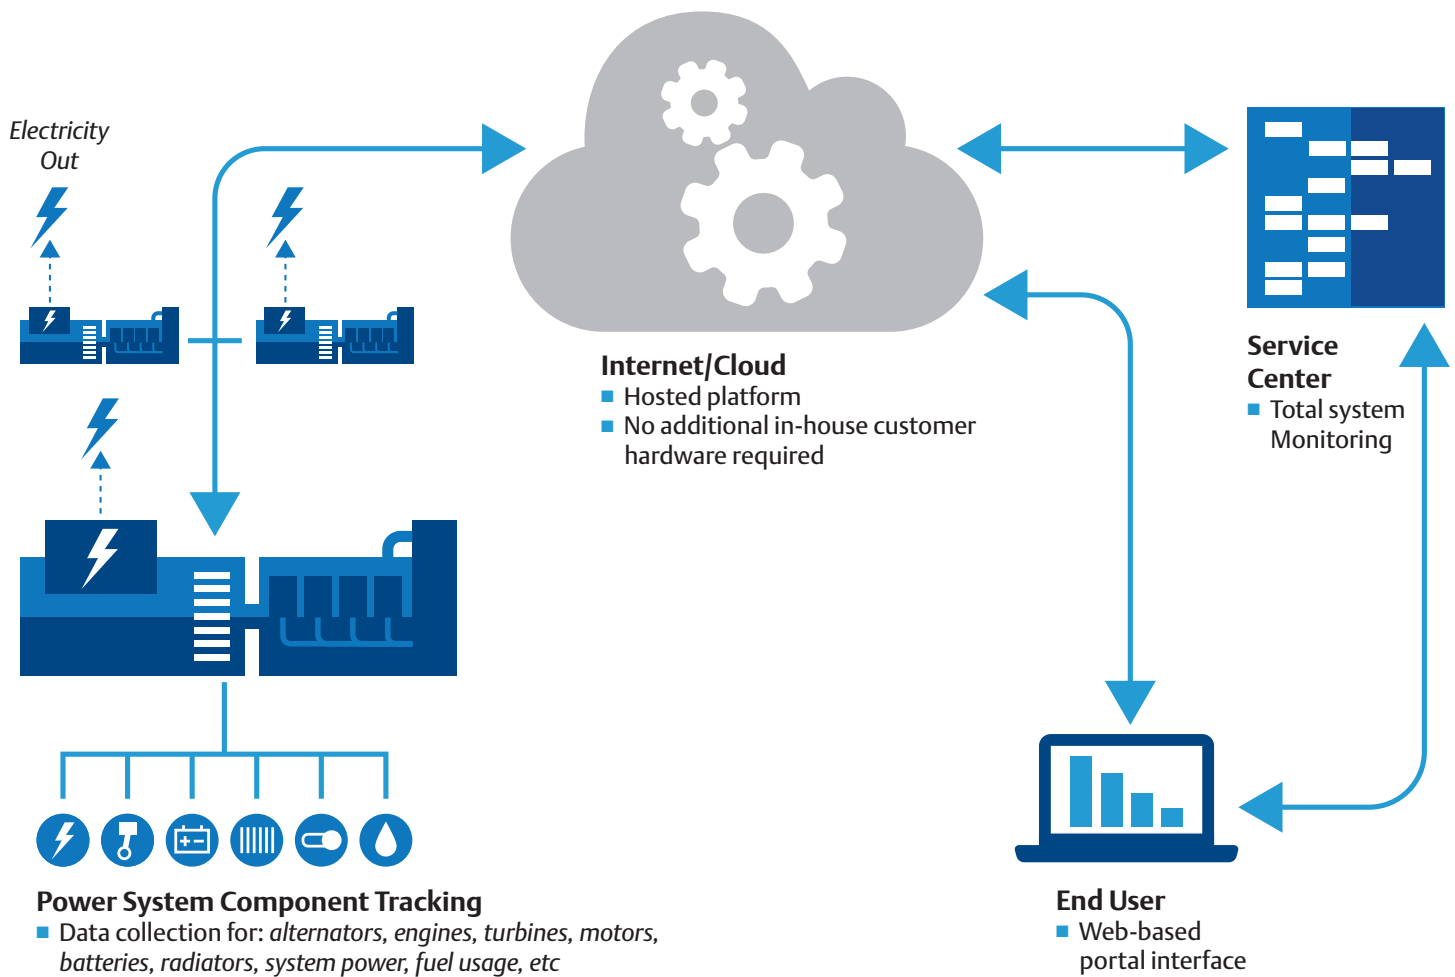 Electricity
Out
Internet/Cloud
Hosted platform
No additional in-house customer
hardware required
Service
Center
Total system
Monitoring
Power System Component Tracking
Data collection for: alternators, engines, turbines, motors,
batteries, radiators, system power, fuel usage, etc
End User
Web-based
portal interface